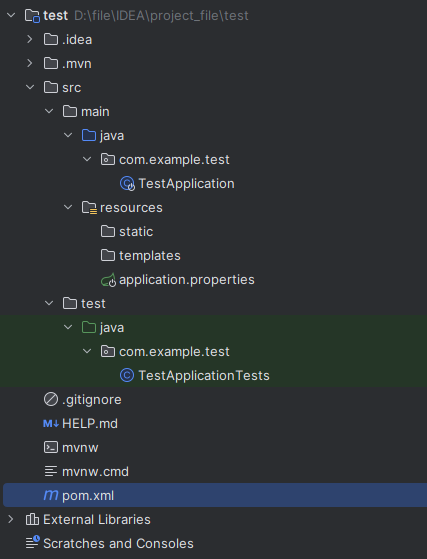 test D:\file\IDEA\project_file\test
.idea
.mvn
src
main
java
com.example.test
TestApplication
resources
static
templates
application.properties
test
java
com.example.test
TestApplicationTests
.gitignore
M↓ HELP.md
mvnw
mvnw.cmd
m pom.xml
External Libraries
Scratches and Consoles